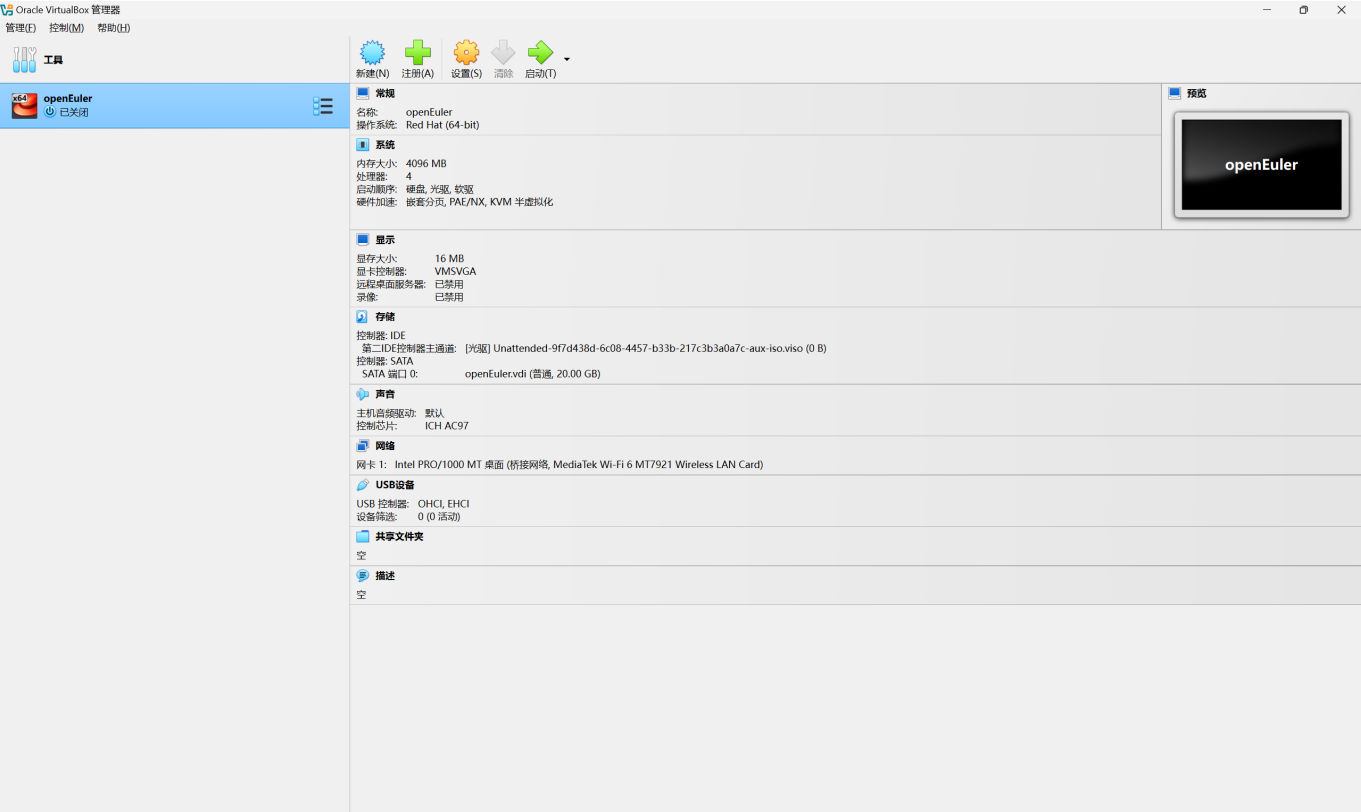 Oracle VirtualBox 管理器
管理(F) 控制(M) 帮助(H)
工具
新建(N) 注册(A) 设置(S) 清除 启动(T)
x64
openEuler
已关闭
常规
名称: openEuler
操作系统: Red Hat (64-bit)
系统
内存大小: 4096 MB
处理器: 4
启动顺序: 硬盘, 光驱, 软驱
硬件加速: 嵌套分页, PAE/NX, KVM 半虚拟化
预览
openEuler
显示
显存大小: 16 MB
显卡控制器: VMSVGA
远程桌面服务器: 已禁用
录像: 已禁用
存储
控制器: IDE
第二IDE控制器主通道: [光驱] Unattended-9f7d438d-6c08-4457-b33b-217c3b3a0a7c-aux-iso.viso (0 B)
控制器: SATA
SATA 端口 0: openEuler.vdi (普通, 20.00 GB)
声音
主机音频驱动: 默认
控制芯片: ICH AC97
网络
网卡 1: Intel PRO/1000 MT 桌面 (桥接网络, MediaTek Wi-Fi 6 MT7921 Wireless LAN Card)
USB设备
USB 控制器: OHCI, EHCI
设备筛选: 0 (0 活动)
共享文件夹
空
描述
空